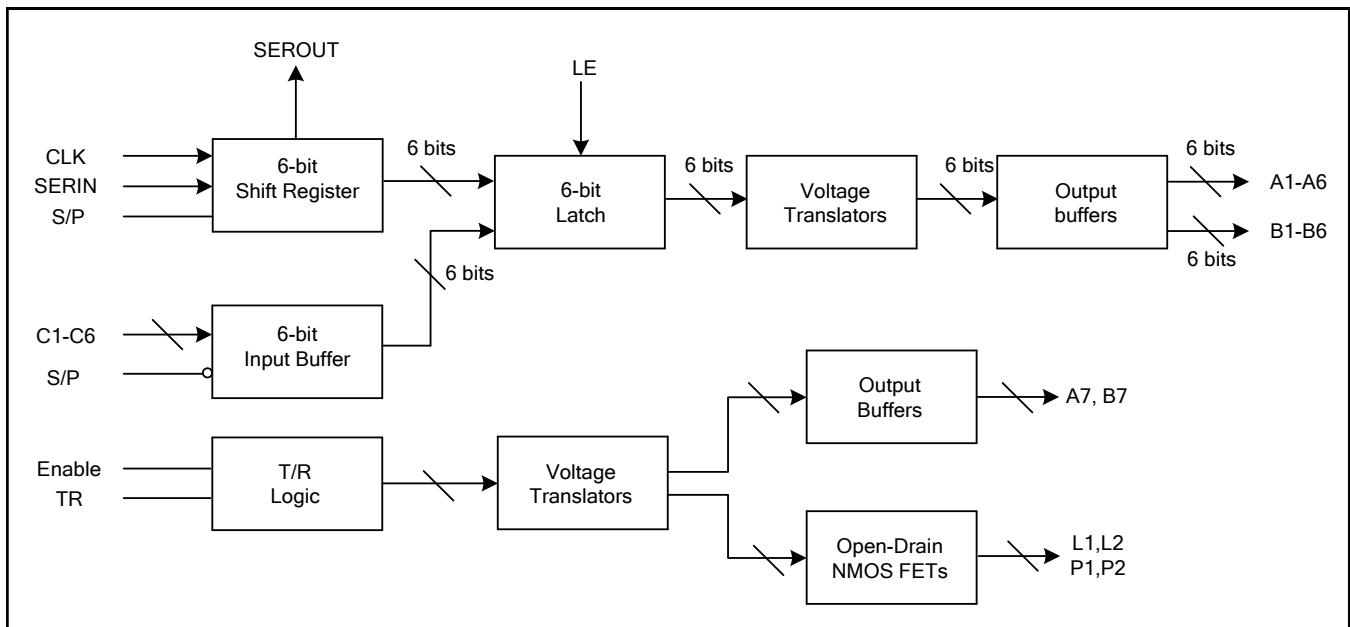 SEROUT
LE
CLK
SERIN
S/P
6-bit
Shift Register
6 bits
6-bit
Latch
6 bits
Voltage
Translators
6 bits
Output
buffers
6 bits
A1-A6
B1-B6
6 bits
6 bits
C1-C6
S/P
6-bit
Input Buffer
Output
Buffers
A7, B7
Enable
TR
T/R
Logic
Voltage
Translators
Open-Drain
NMOS FETs
L1,L2
P1,P2